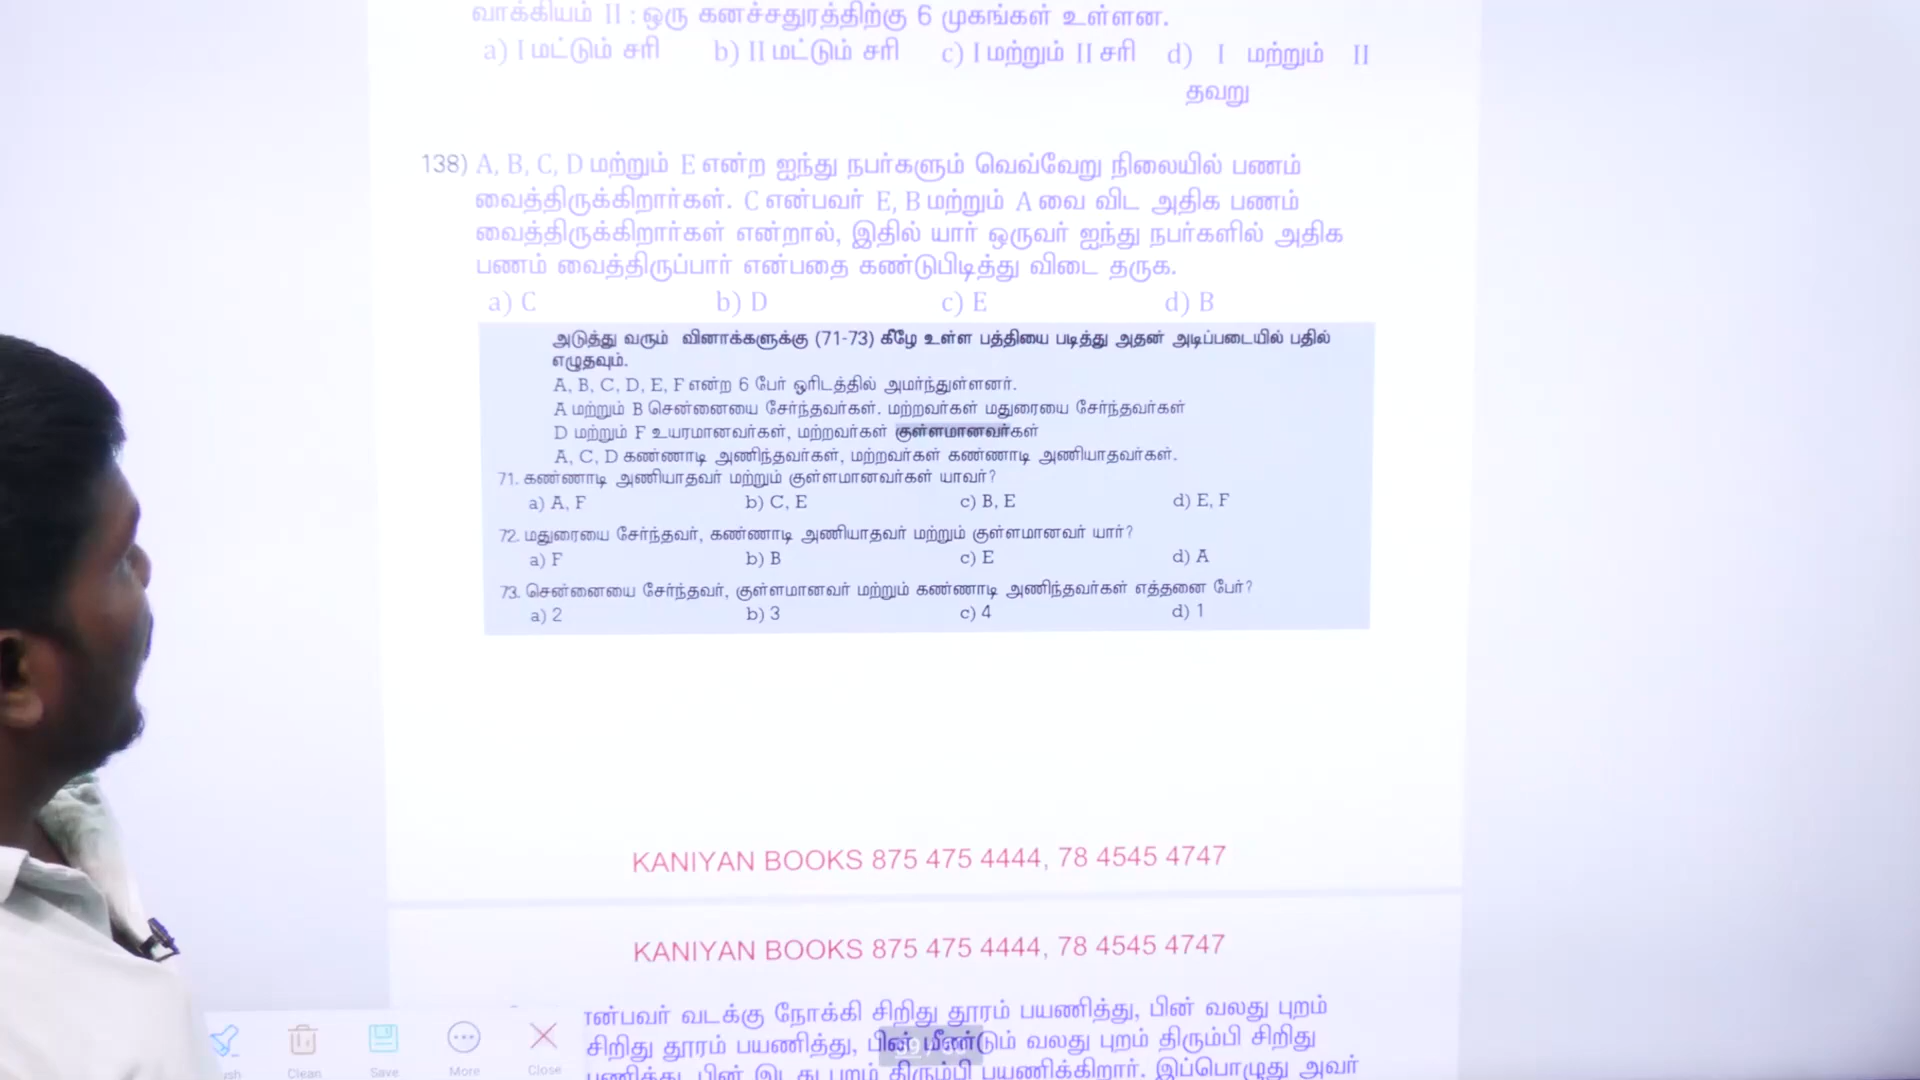 வாக்கியம் II : ஒரு கனச்சதுரத்திற்கு 6 முகங்கள் உள்ளன.
a) I மட்டும் சரி b) II மட்டும் சரி c) I மற்றும் II சரி d) I மற்றும் II
தவறு
138) A, B, C, D மற்றும் E என்ற ஐந்து நபர்களும் வெவ்வேறு நிலையில் பணம்
வைத்திருக்கிறார்கள். C என்பவர் E, B மற்றும் A வை விட அதிக பணம்
வைத்திருக்கிறார்கள் என்றால், இதில் யார் ஒருவர் ஐந்து நபர்களில் அதிக
பணம் வைத்திருப்பார் என்பதை கண்டுபிடித்து விடை தருக.
a) C b) D c) E d) B
அடுத்து வரும் வினாக்களுக்கு (71-73) கீழே உள்ள பத்தியை படித்து அதன் அடிப்படையில் பதில்
எழுதவும்.
A, B, C, D, E, F என்ற 6 பேர் ஓரிடத்தில் அமர்ந்துள்ளனர்.
A மற்றும் B சென்னையை சேர்ந்தவர்கள். மற்றவர்கள் மதுரையை சேர்ந்தவர்கள்
D மற்றும் F உயரமானவர்கள், மற்றவர்கள் குள்ளமானவர்கள்
A, C, D கண்ணாடி அணிந்தவர்கள், மற்றவர்கள் கண்ணாடி அணியாதவர்கள்.
71. கண்ணாடி அணியாதவர் மற்றும் குள்ளமானவர்கள் யாவர்?
a) A, F b) C, E c) B, E d) E, F
72. மதுரையை சேர்ந்தவர், கண்ணாடி அணியாதவர் மற்றும் குள்ளமானவர் யார்?
a) F b) B c) E d) A
73. சென்னையை சேர்ந்தவர், குள்ளமானவர் மற்றும் கண்ணாடி அணிந்தவர்கள் எத்தனை பேர்?
a) 2 b) 3 c) 4 d) 1
KANIYAN BOOKS 875 475 4444, 78 4545 4747
KANIYAN BOOKS 875 475 4444, 78 4545 4747
ன்பவர் வடக்கு நோக்கி சிறிது தூரம் பயணித்து, பின் வலது புறம்
சிறிது தூரம் பயணித்து, பின் மீண்டும் வலது புறம் திரும்பி சிறிது
பணித்து, பின் இடது புறம் திரும்பி பயணிக்கிறார். இப்பொழுது அவர்
Clean Save More Close